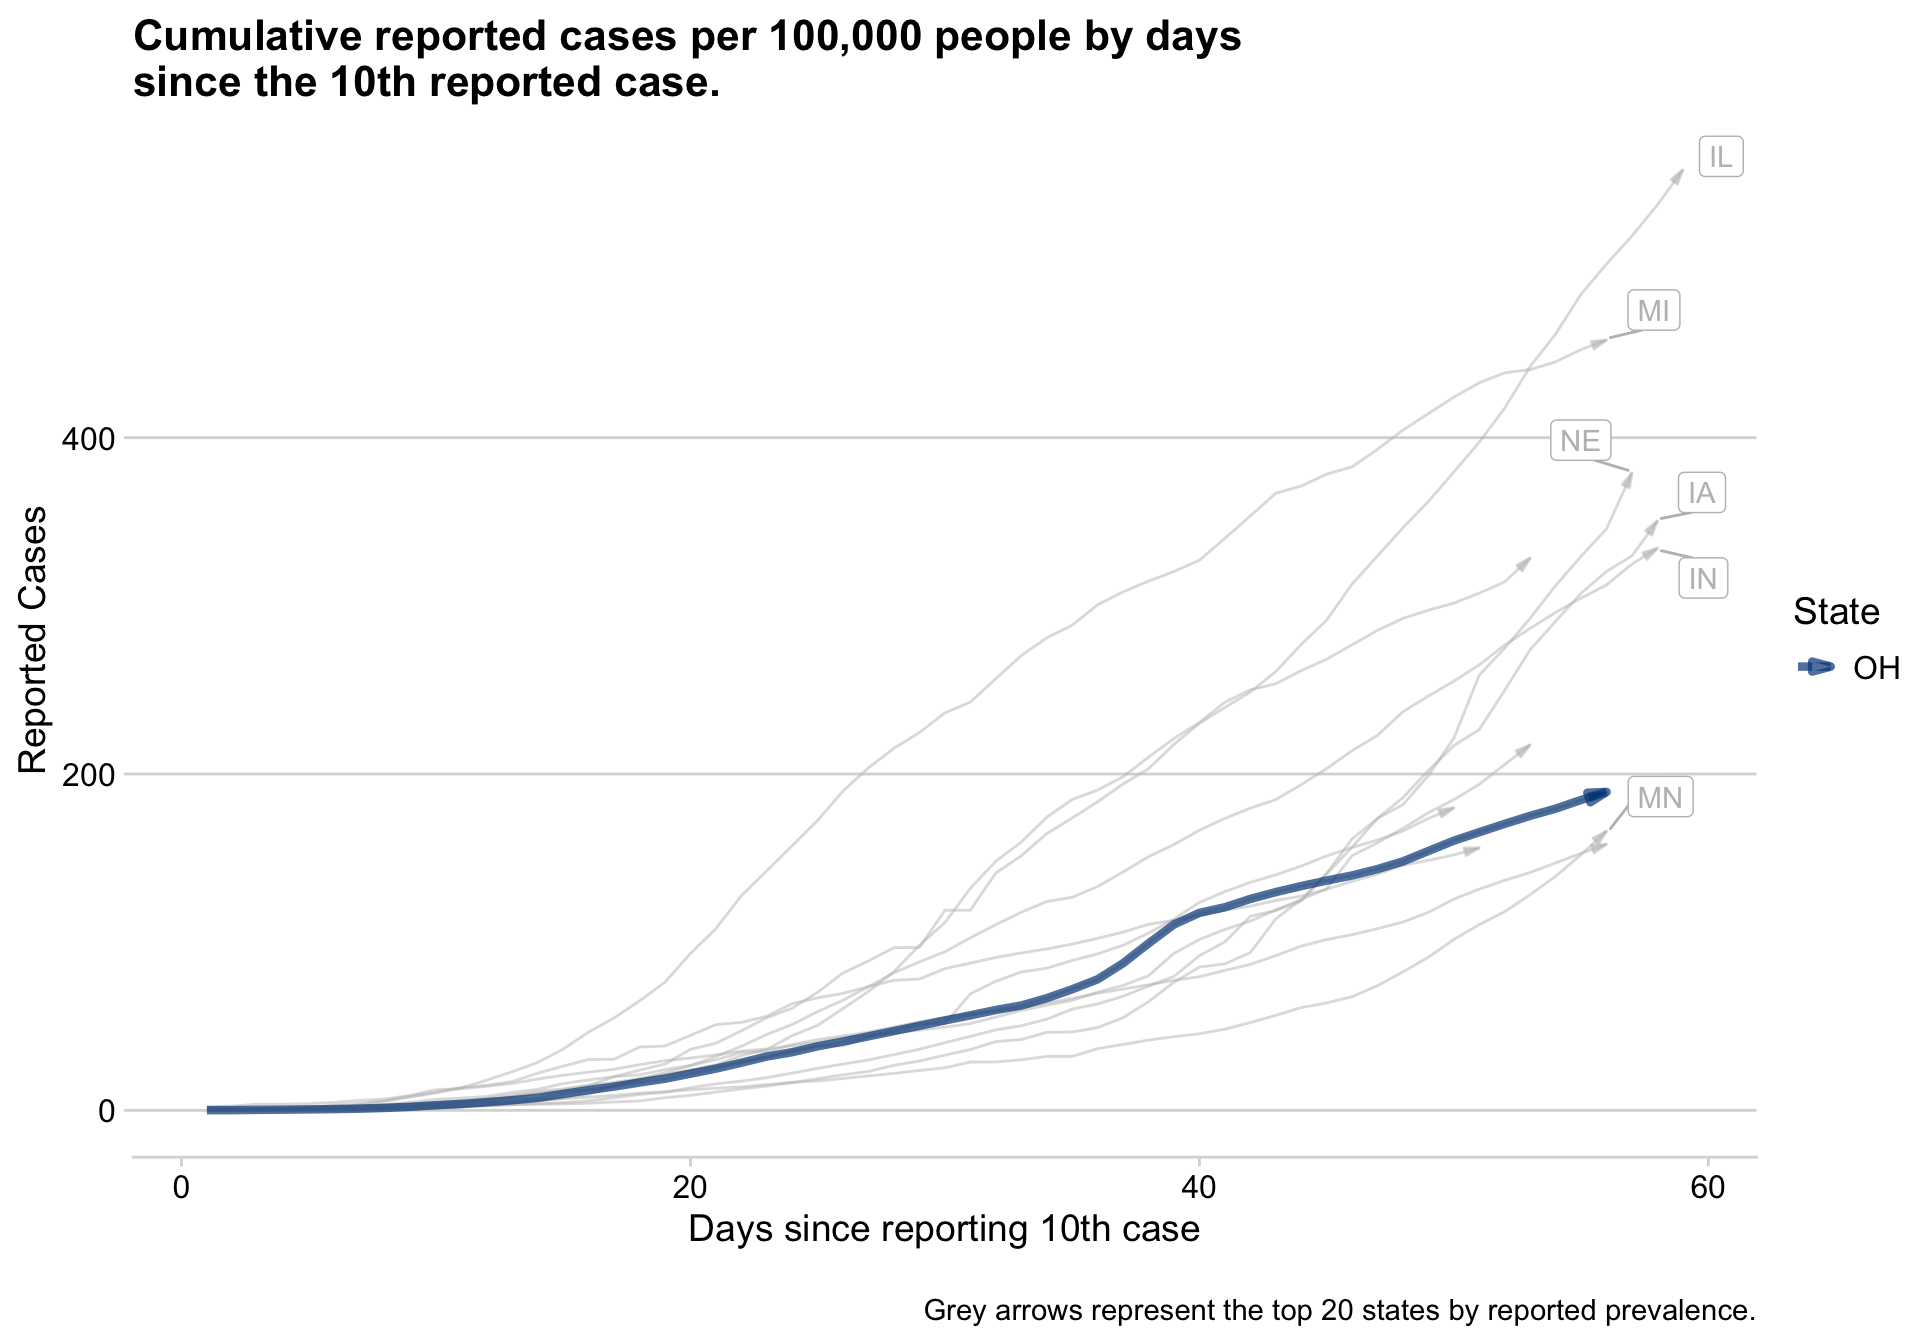 Cumulative reported cases per 100,000 people by days
since the 10th reported case.
IL
MI
400
NE
IA
IN
Reported Cases
State
OH
200
MN
0
0 20 40 60
Days since reporting 10th case
Grey arrows represent the top 20 states by reported prevalence.